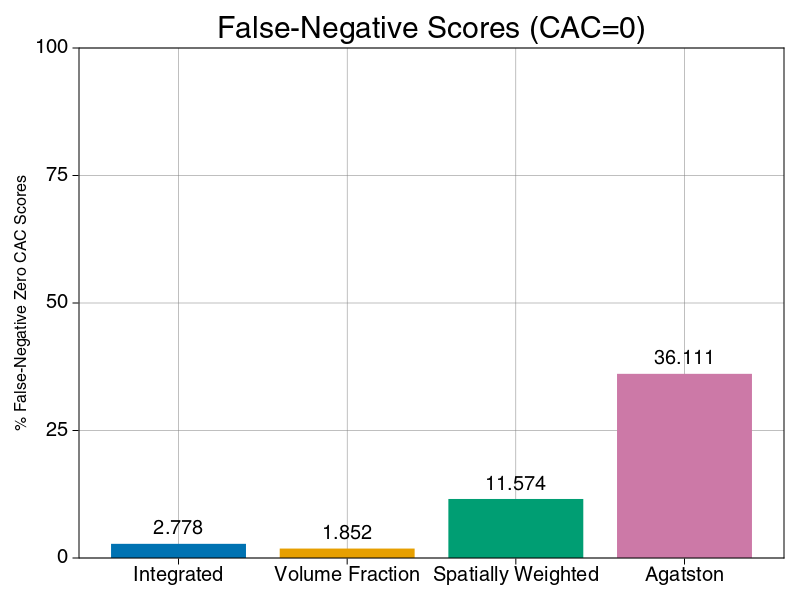 False-Negative Scores (CAC=0)
% False-Negative Zero CAC Scores
100
75
50
25
0
2.778
1.852
11.574
36.111
Integrated
Volume Fraction
Spatially Weighted
Agatston